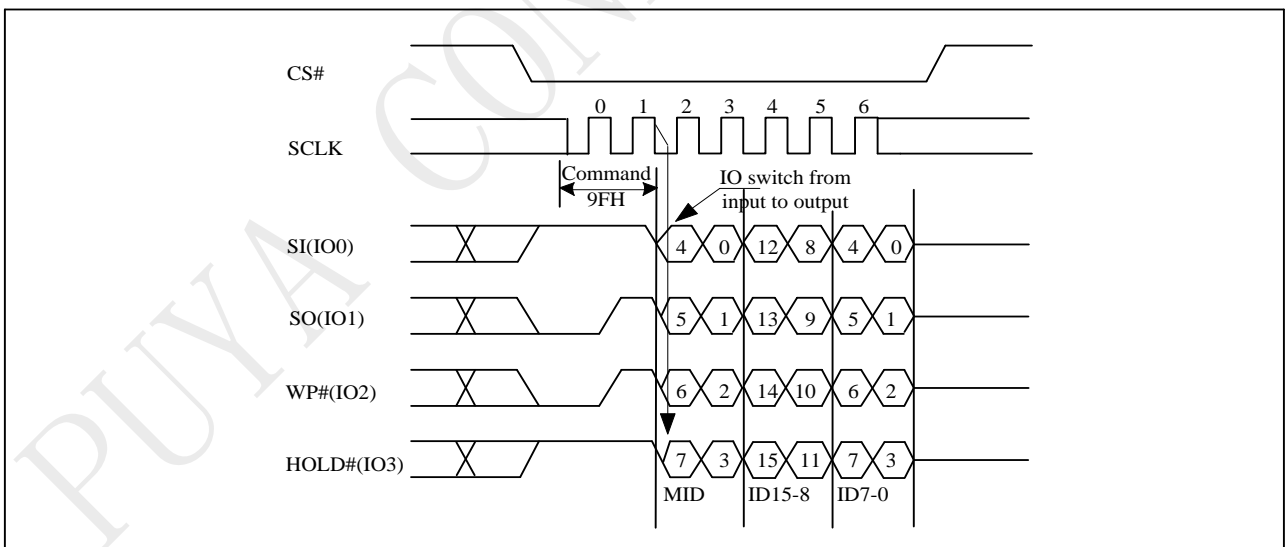 CS#
0 1 2 3 4 5 6
SCLK
Command
9FH
IO switch from
input to output
SI(IO0) 4 0 12 8 4 0
SO(IO1) 5 1 13 9 5 1
WP#(IO2) 6 2 14 10 6 2
HOLD#(IO3) 7 3 15 11 7 3
MID ID15-8 ID7-0
PUYA